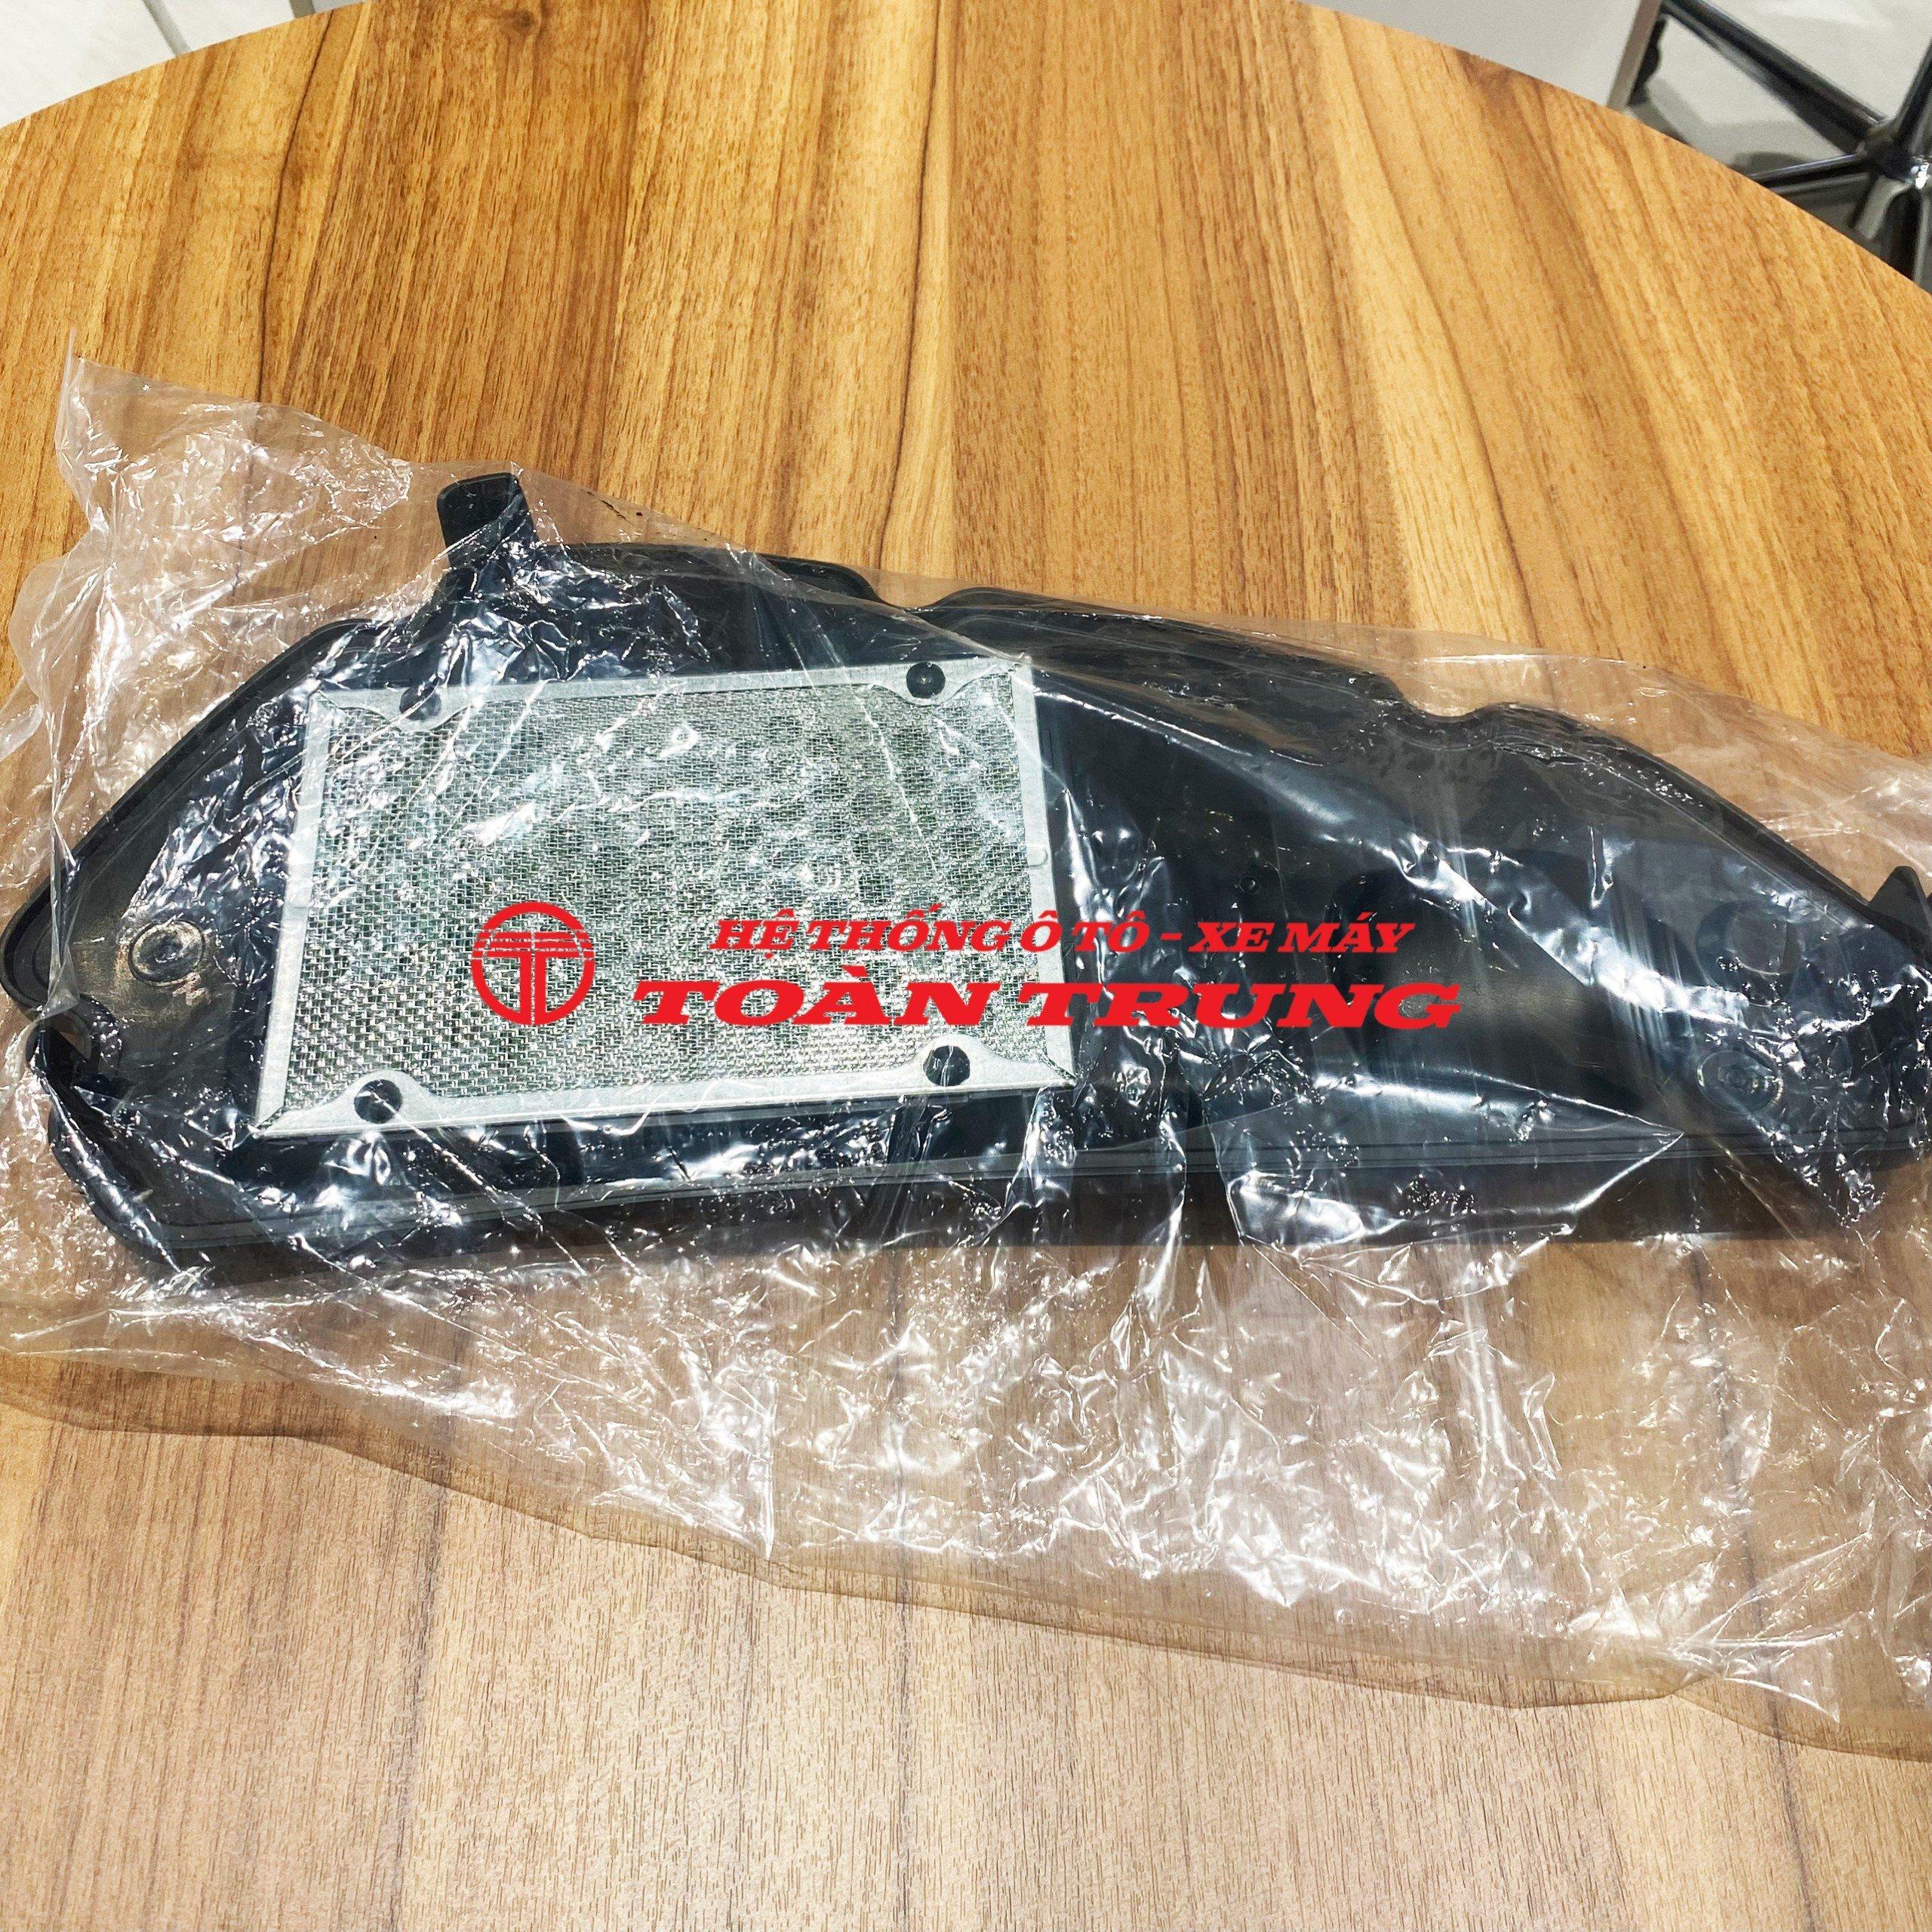 HỆ THỐNG Ô TÔ - XE MÁY
TOÀN TRUNG